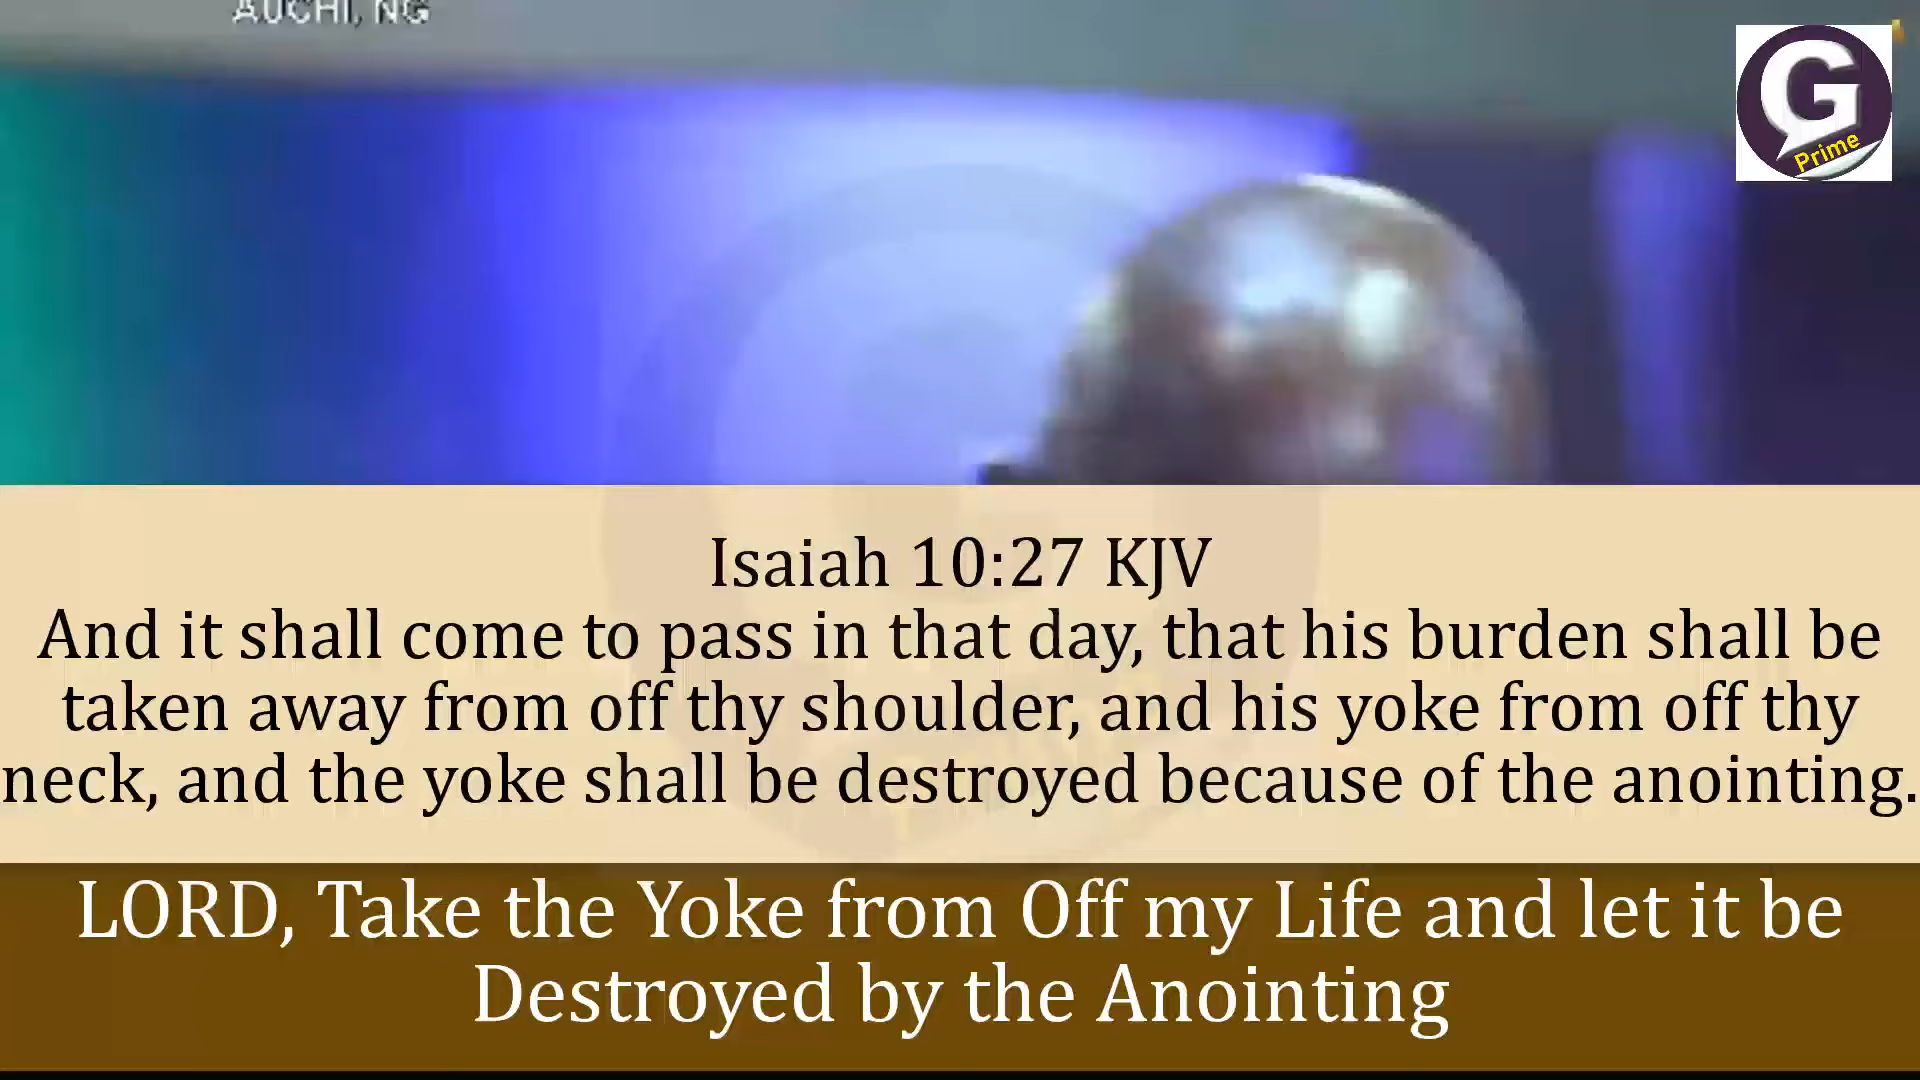 AUCHI, NG
G
Prime
Isaiah 10:27 KJV
And it shall come to pass in that day, that his burden shall be
taken away from off thy shoulder, and his yoke from off thy
neck, and the yoke shall be destroyed because of the anointing.
LORD, Take the Yoke from Off my Life and let it be
Destroyed by the Anointing